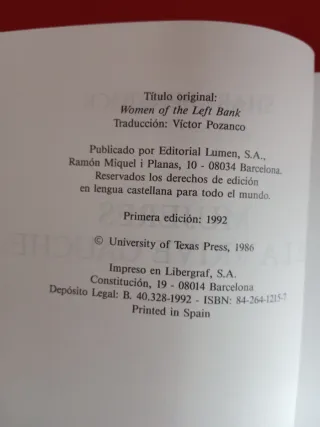 Título original:
Women of the Left Bank
Traducción: Víctor Pozanco
Publicado por Editorial Lumen, S.A.,
Ramón Miquel i Planas, 10 - 08034 Barcelona.
Reservados los derechos de edición
en lengua castellana para todo el mundo.
Primera edición: 1992
© University of Texas Press, 1986
Impreso en Libergraf, S.A.
Constitución, 19 - 08014 Barcelona
Depósito Legal: B. 40.328-1992 - ISBN: 84-264-1215-7
Printed in Spain